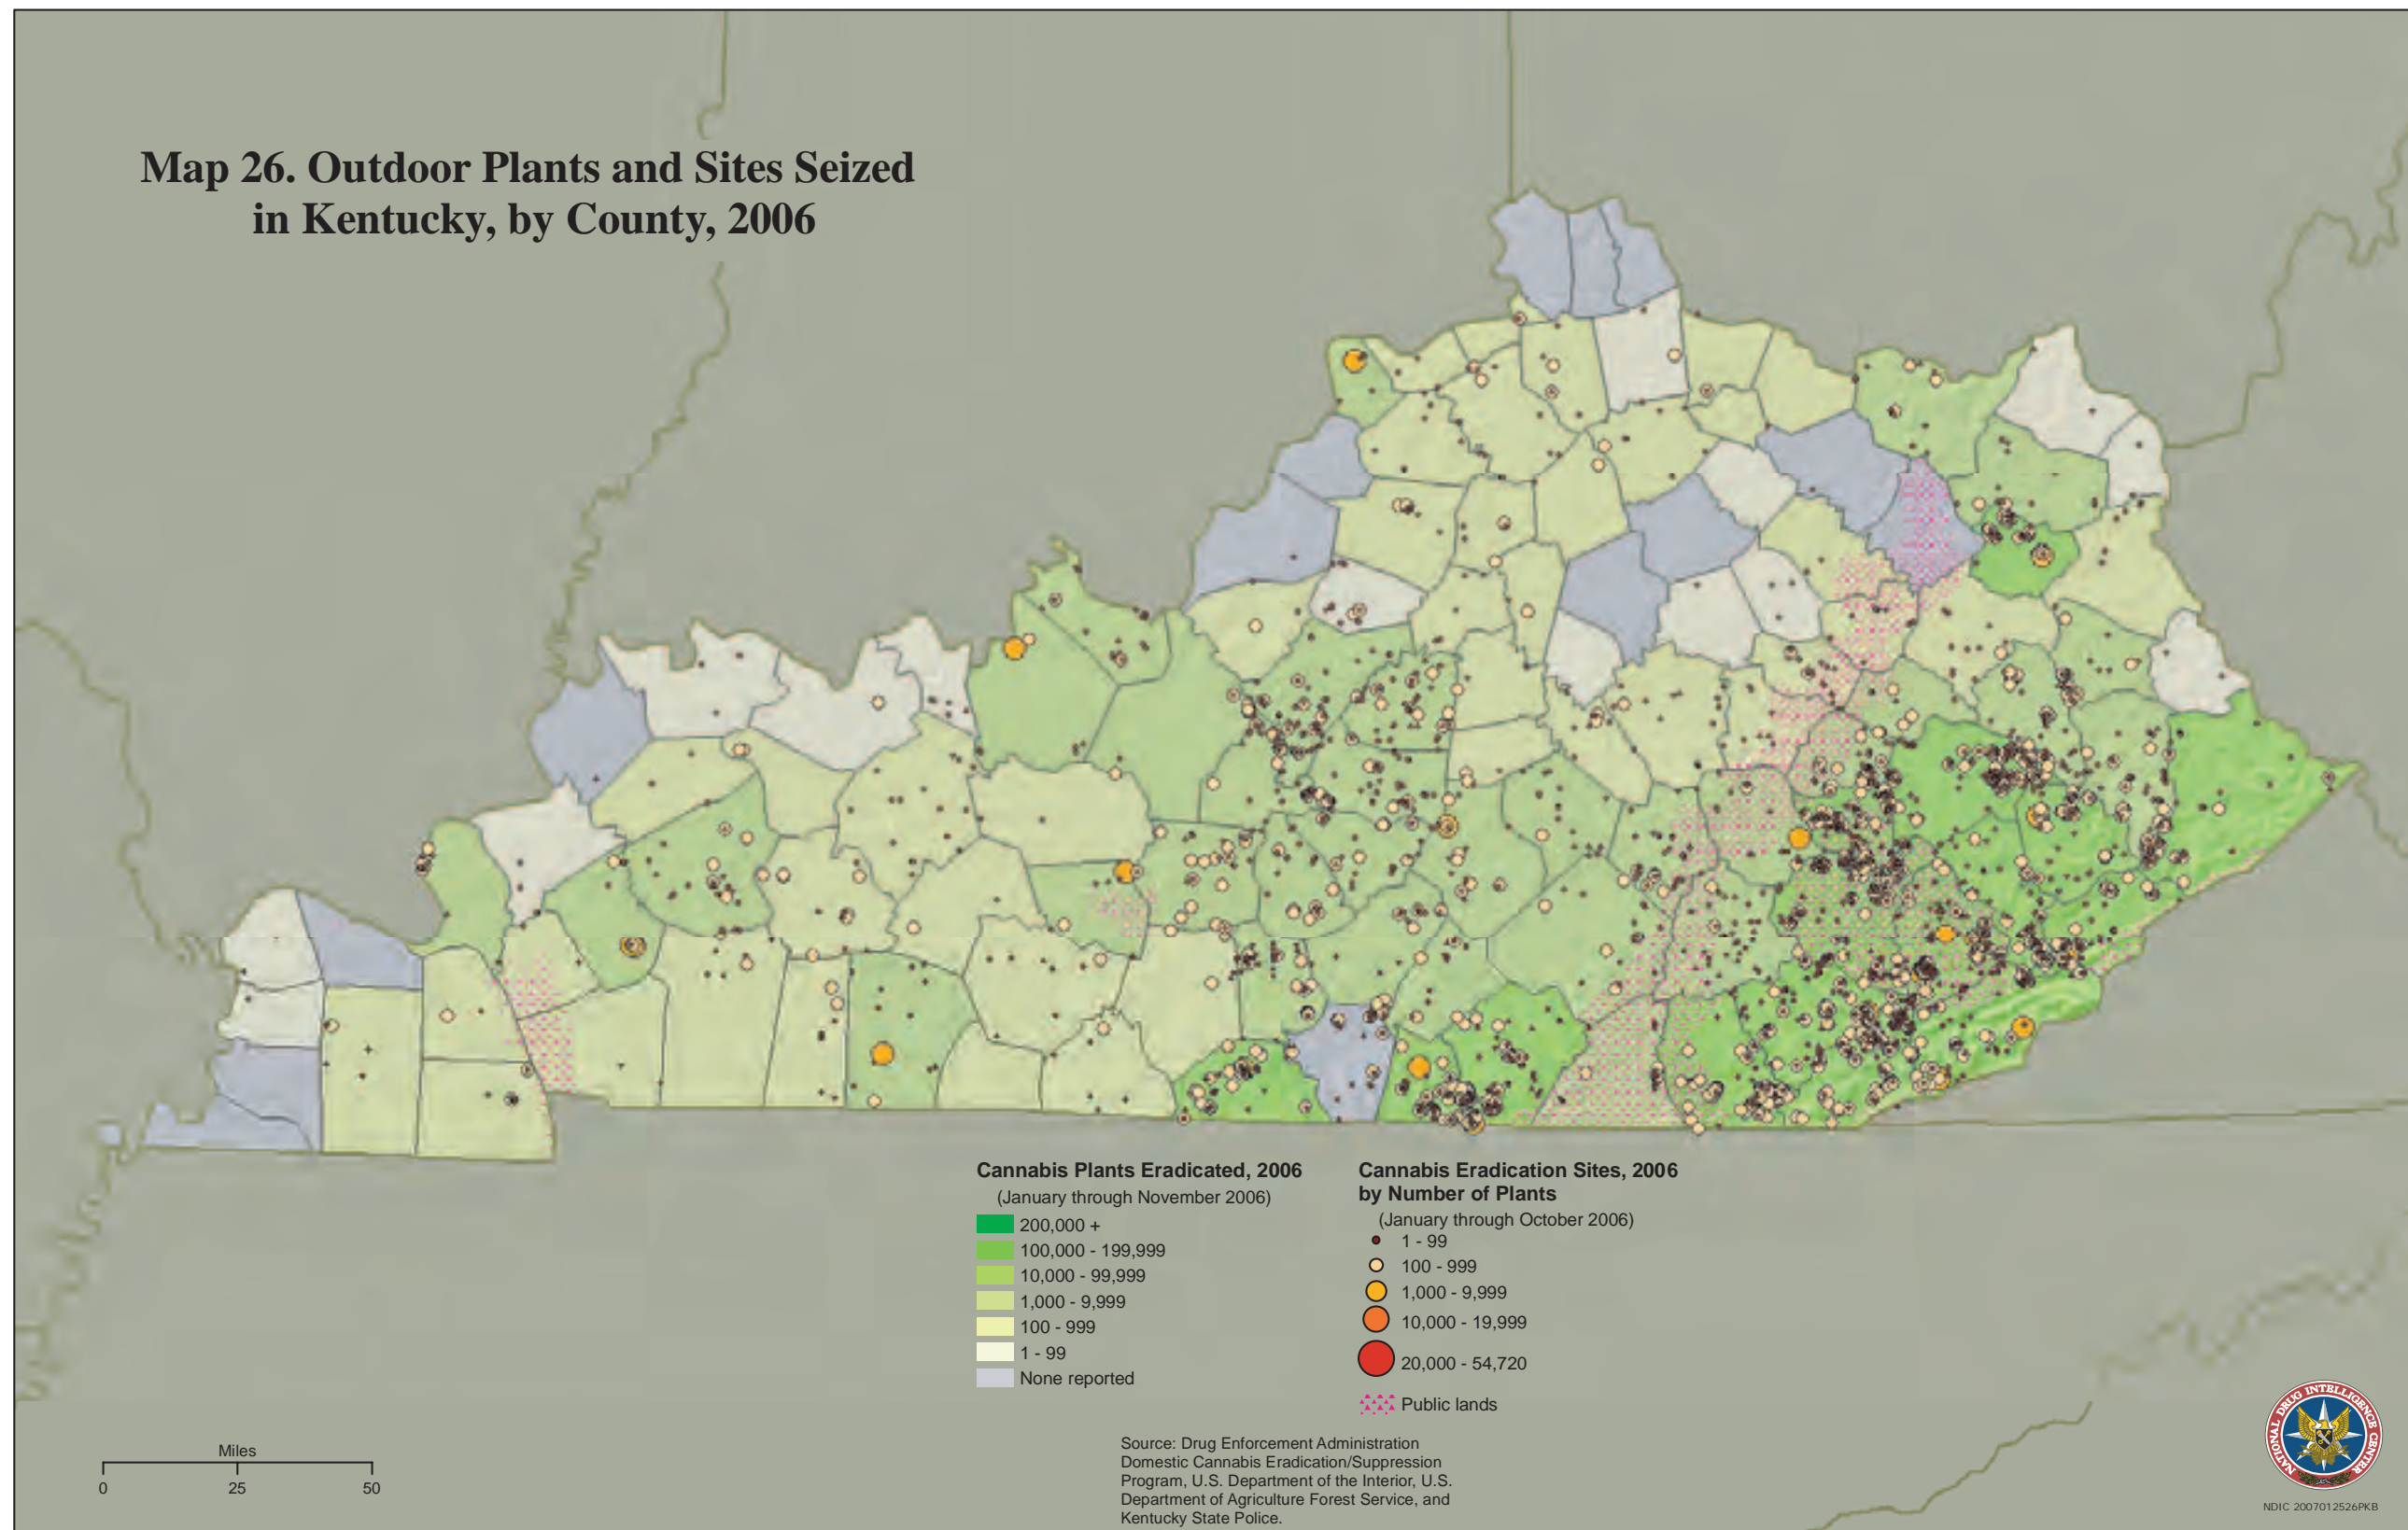 Map 26. Outdoor Plants and Sites Seized
in Kentucky, by County, 2006
Cannabis Plants Eradicated, 2006
(January through November 2006)
200,000 +
100,000 - 199,999
10,000 - 99,999
1,000 - 9,999
100 - 999
1 - 99
None reported
Cannabis Eradication Sites, 2006
by Number of Plants
(January through October 2006)
1 - 99
100 - 999
1,000 - 9,999
10,000 - 19,999
20,000 - 54,720
Public lands
Miles
0 25 50
Source: Drug Enforcement Administration
Domestic Cannabis Eradication/Suppression
Program, U.S. Department of the Interior, U.S.
Department of Agriculture Forest Service, and
Kentucky State Police.
NATIONAL DRUG INTELLIGENCE CENTER
NDIC 2007012526PKB